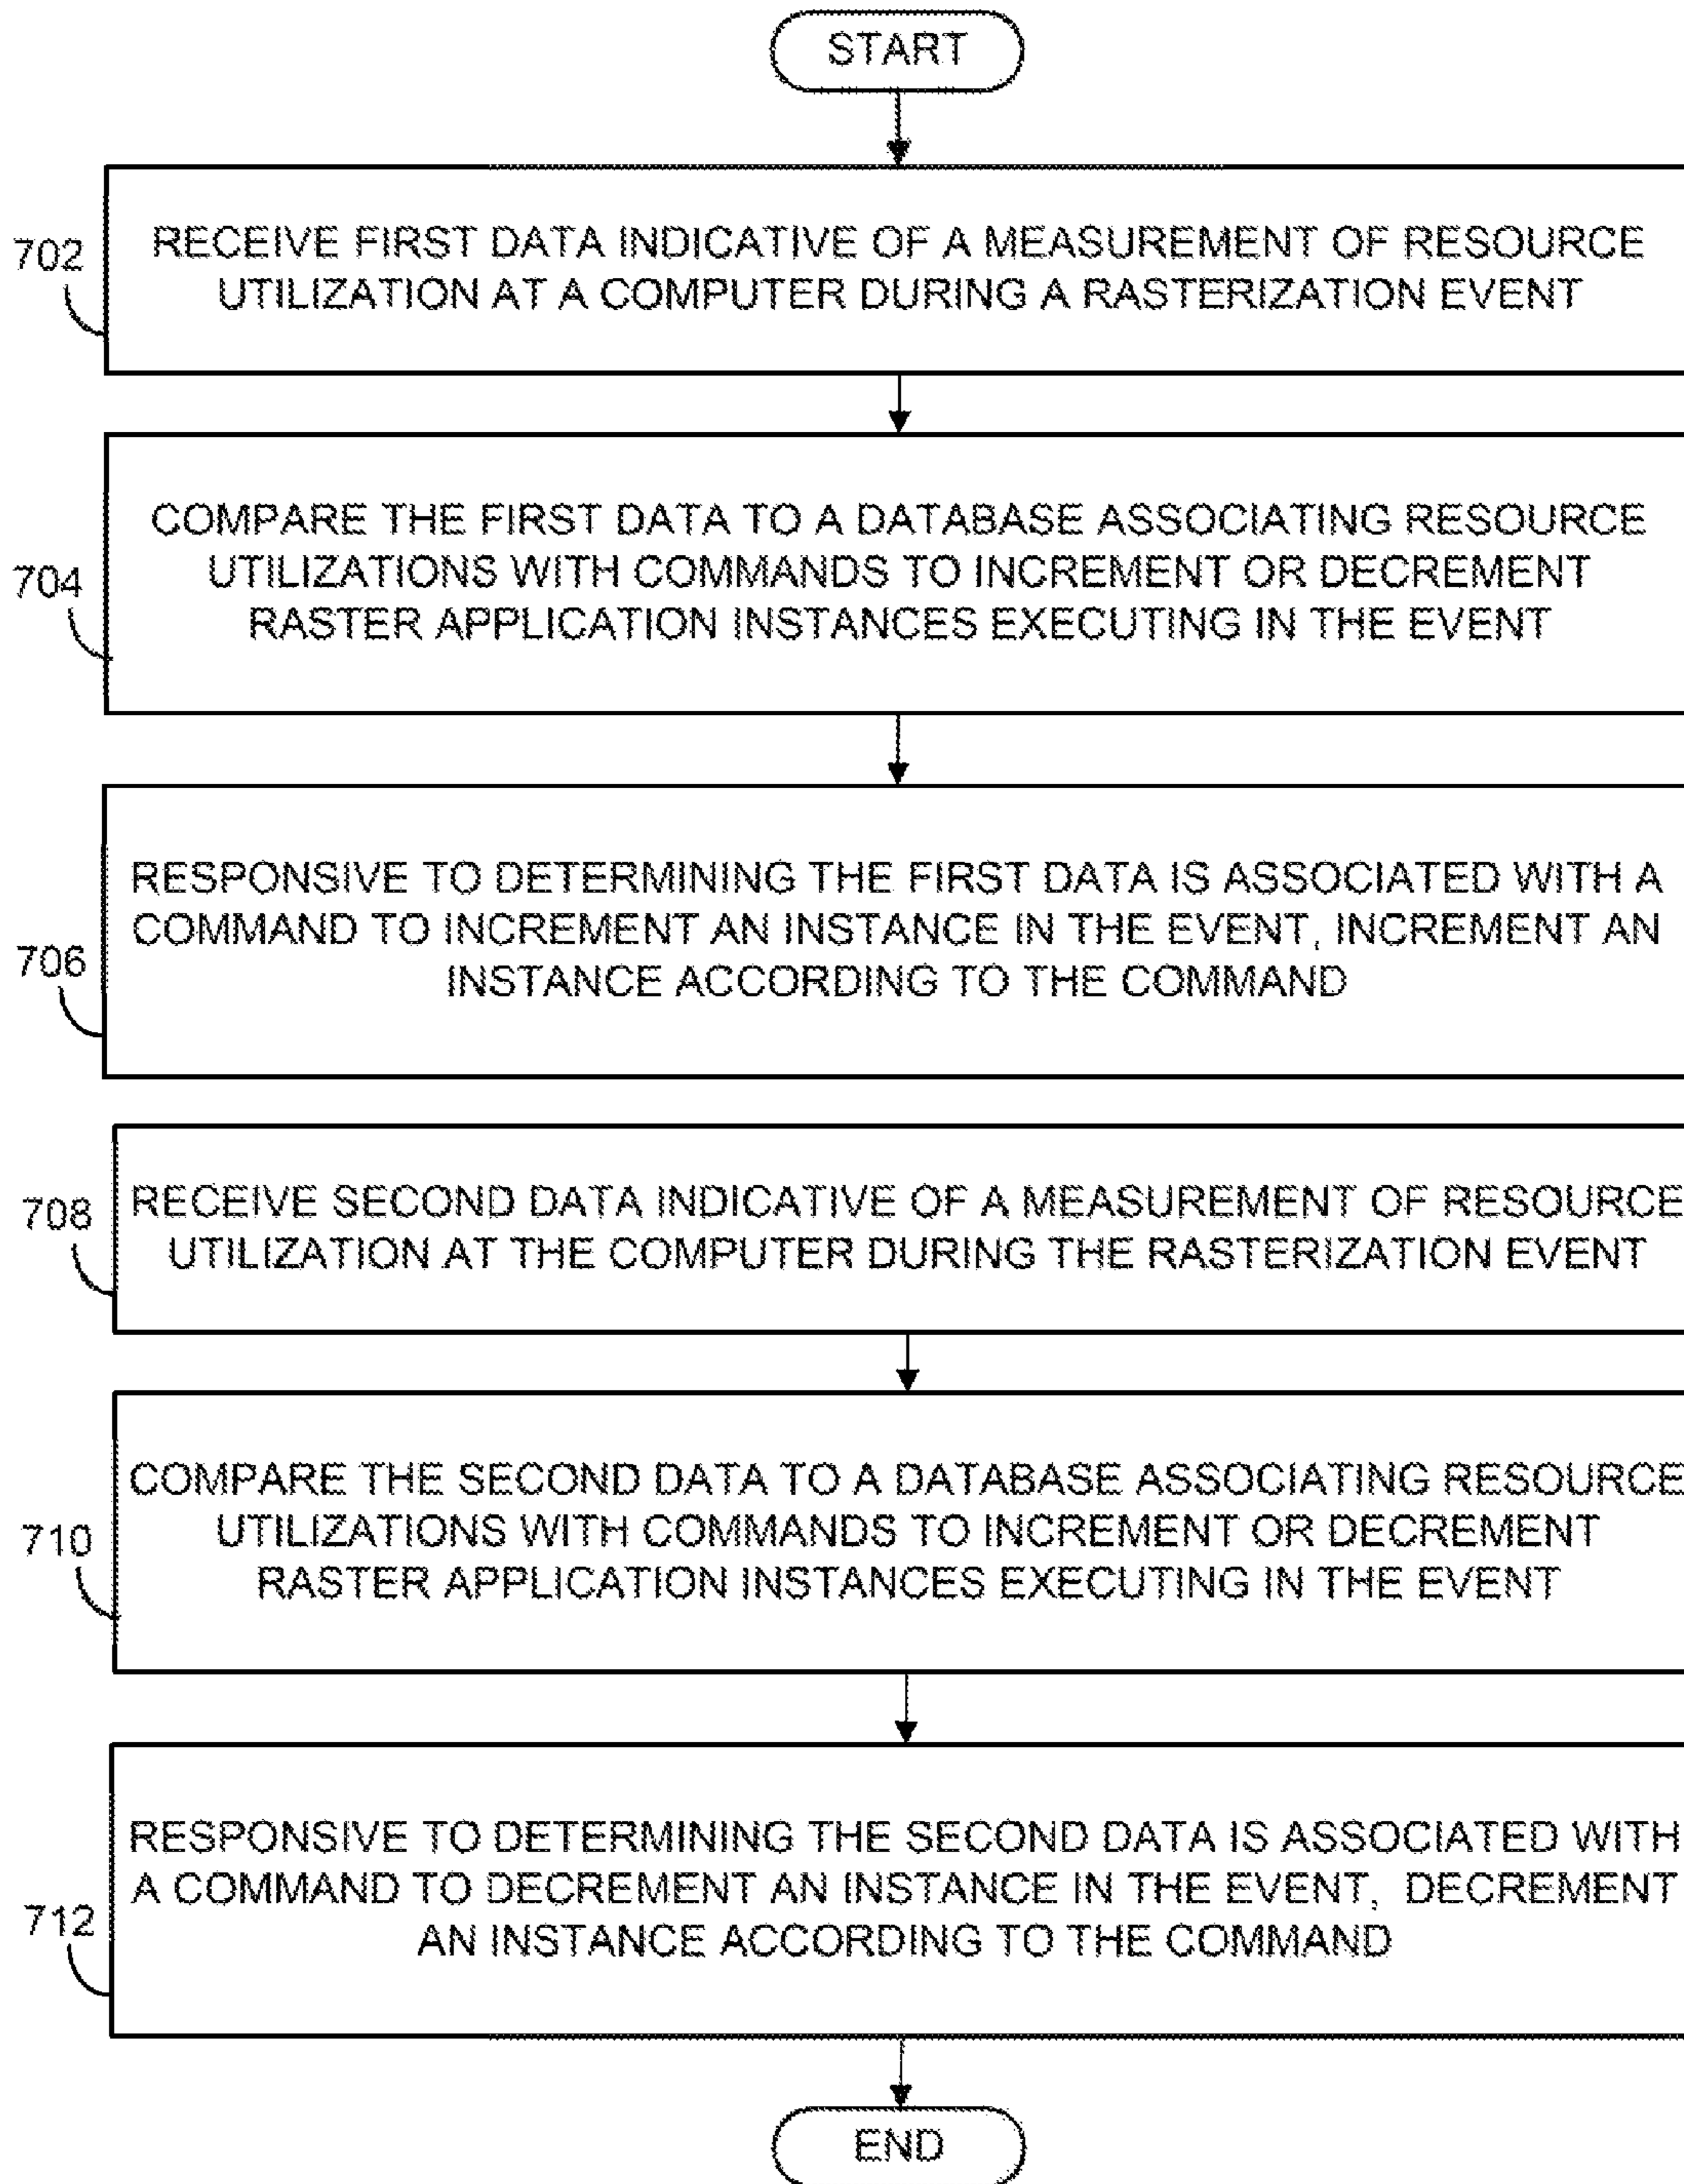 START
702
RECEIVE FIRST DATA INDICATIVE OF A MEASUREMENT OF RESOURCE
UTILIZATION AT A COMPUTER DURING A RASTERIZATION EVENT
704
COMPARE THE FIRST DATA TO A DATABASE ASSOCIATING RESOURCE
UTILIZATIONS WITH COMMANDS TO INCREMENT OR DECREMENT
RASTER APPLICATION INSTANCES EXECUTING IN THE EVENT
706
RESPONSIVE TO DETERMINING THE FIRST DATA IS ASSOCIATED WITH A
COMMAND TO INCREMENT AN INSTANCE IN THE EVENT, INCREMENT AN
INSTANCE ACCORDING TO THE COMMAND
708
RECEIVE SECOND DATA INDICATIVE OF A MEASUREMENT OF RESOURCE
UTILIZATION AT THE COMPUTER DURING THE RASTERIZATION EVENT
710
COMPARE THE SECOND DATA TO A DATABASE ASSOCIATING RESOURCE
UTILIZATIONS WITH COMMANDS TO INCREMENT OR DECREMENT
RASTER APPLICATION INSTANCES EXECUTING IN THE EVENT
712
RESPONSIVE TO DETERMINING THE SECOND DATA IS ASSOCIATED WITH
A COMMAND TO DECREMENT AN INSTANCE IN THE EVENT, DECREMENT
AN INSTANCE ACCORDING TO THE COMMAND
END